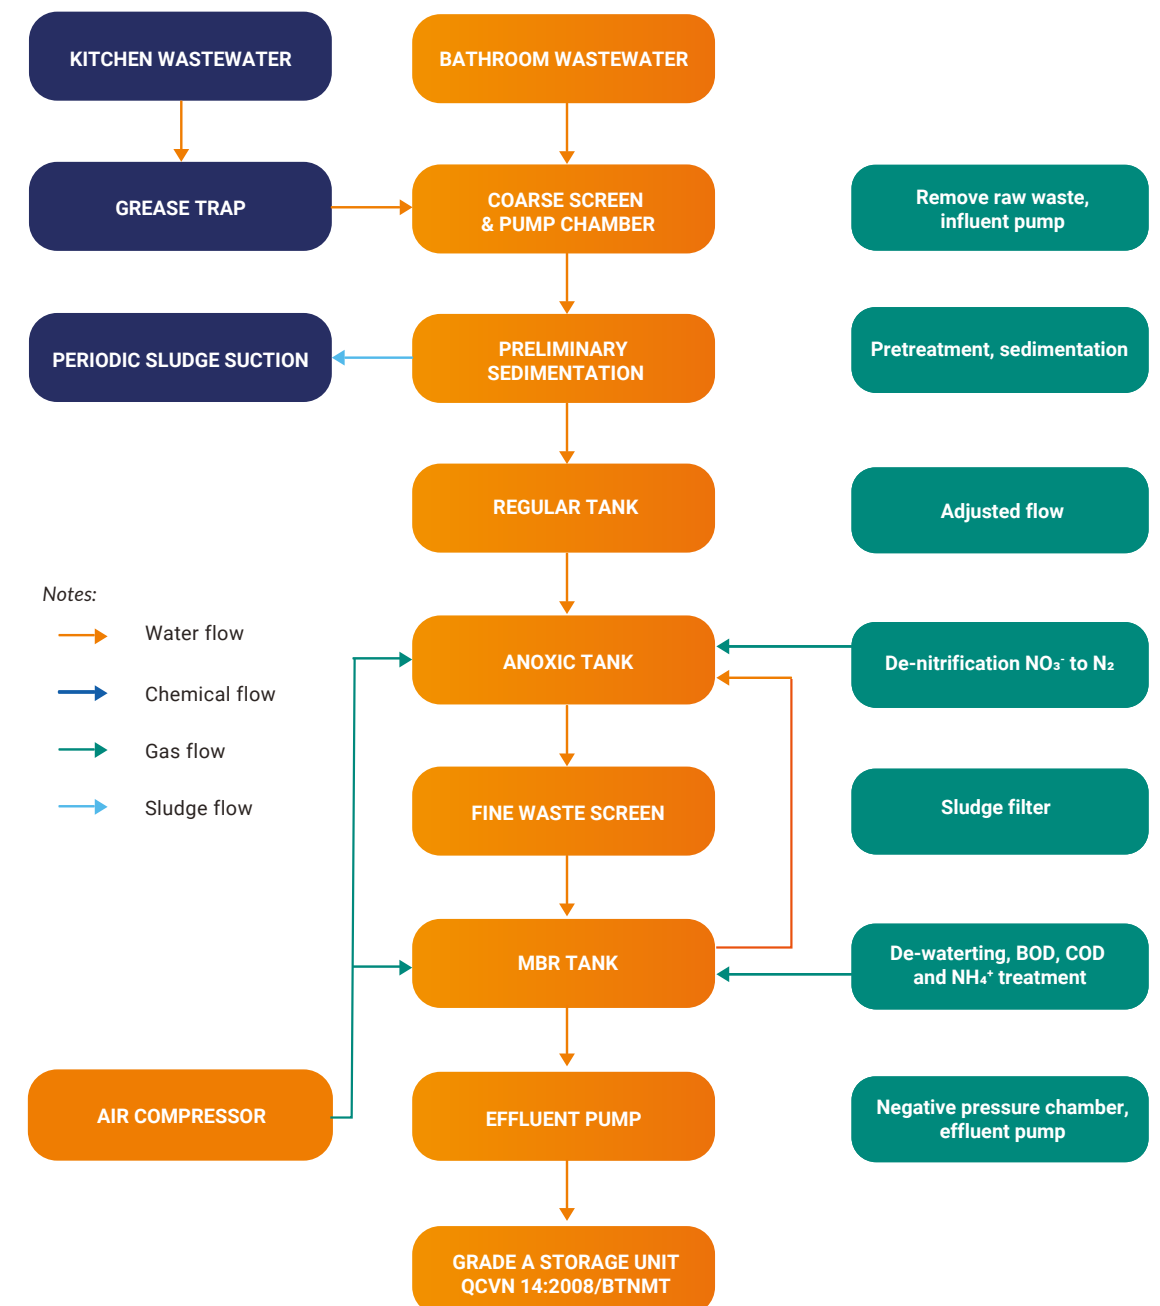 KITCHEN WASTEWATER
BATHROOM WASTEWATER
GREASE TRAP
COARSE SCREEN
& PUMP CHAMBER
Remove raw waste,
influent pump
PERIODIC SLUDGE SUCTION
PRELIMINARY
SEDIMENTATION
Pretreatment, sedimentation
REGULAR TANK
Adjusted flow
Notes:
Water flow
Chemical flow
Gas flow
Sludge flow
ANOXIC TANK
De-nitrification NO₃⁻ to N₂
FINE WASTE SCREEN
Sludge filter
MBR TANK
De-waterting, BOD, COD
and NH₄⁺ treatment
AIR COMPRESSOR
EFFLUENT PUMP
Negative pressure chamber,
effluent pump
GRADE A STORAGE UNIT
QCVN 14:2008/BTNMT